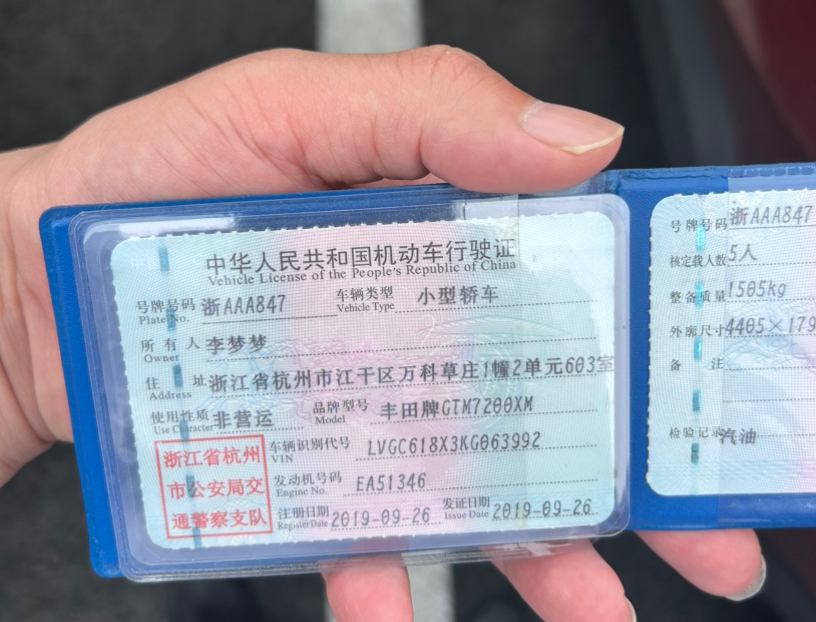 中华人民共和国机动车行驶证
Vehicle License of the People's Republic of China
号牌号码 浙AAA847 车辆类型 小型轿车
Plate No. Vehicle Type
所有人 李梦梦
Owner
住址 浙江省杭州市江干区万科草庄1幢2单元603室
Address
使用性质 非营运 品牌型号 丰田牌GTM7200XM
Use Character Model
浙江省杭州
市公安局交
通警察支队
车辆识别代号 LVGC618X3KG063992
VIN
发动机号码 EA51346
Engine No.
注册日期 2019-09-26 发证日期 2019-09-26
Register Date Issue Date
号牌号码 浙AAA847
核定载人数 5人
整备质量 1505kg
外廓尺寸 4405×179
备注
检验记录 汽油